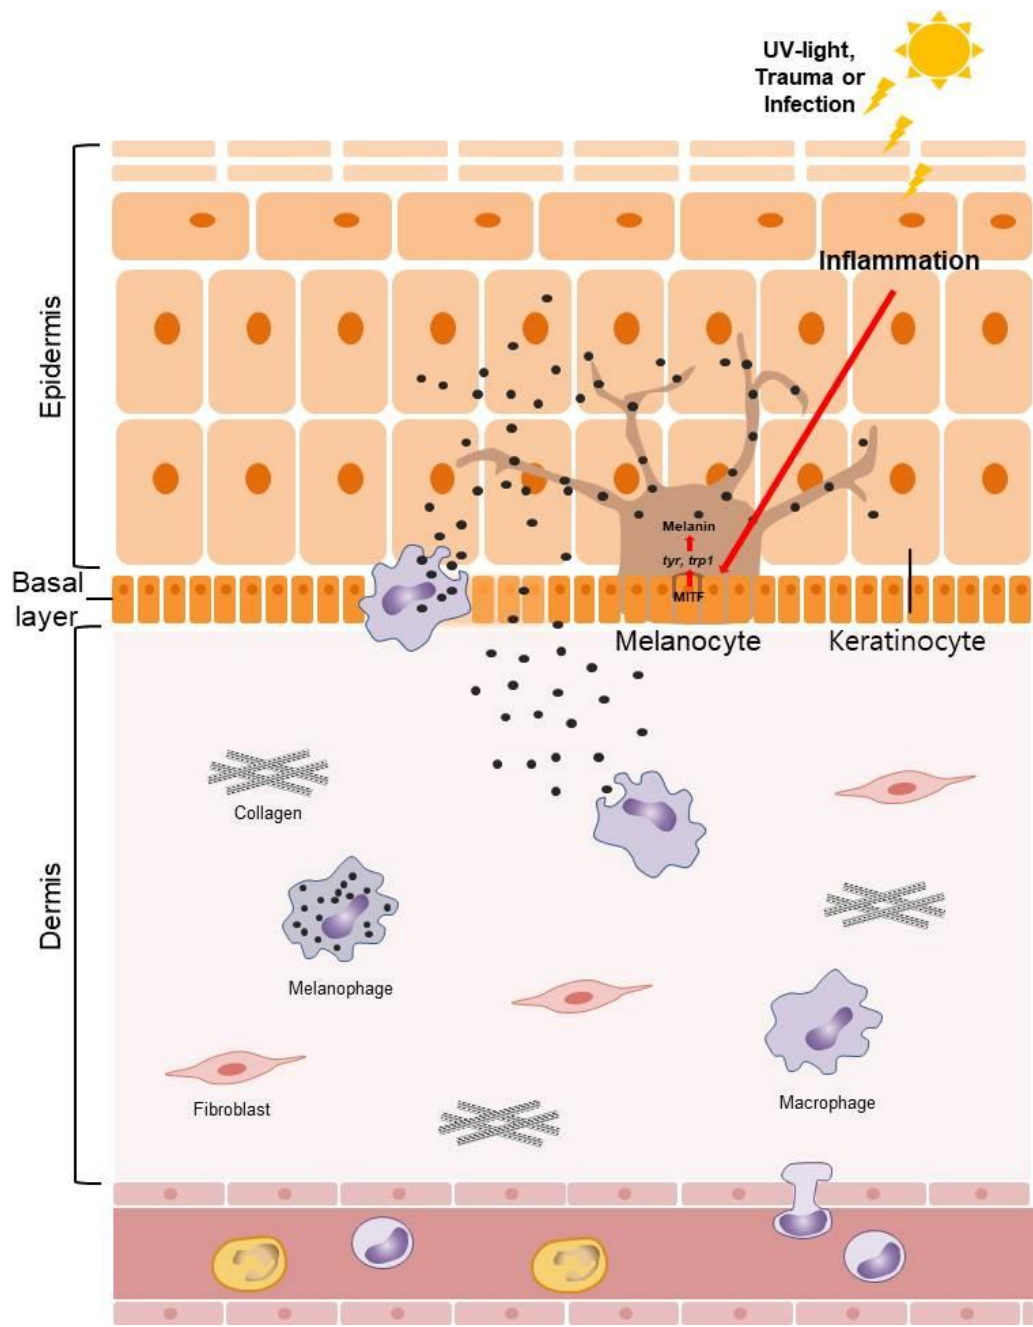 UV-light,
Trauma or
Infection
Epidermis
Inflammation
Melanin
tyr, trp1
MITF
Basal
layer
Melanocyte
Keratinocyte
Dermis
Collagen
Melanophage
Fibroblast
Macrophage